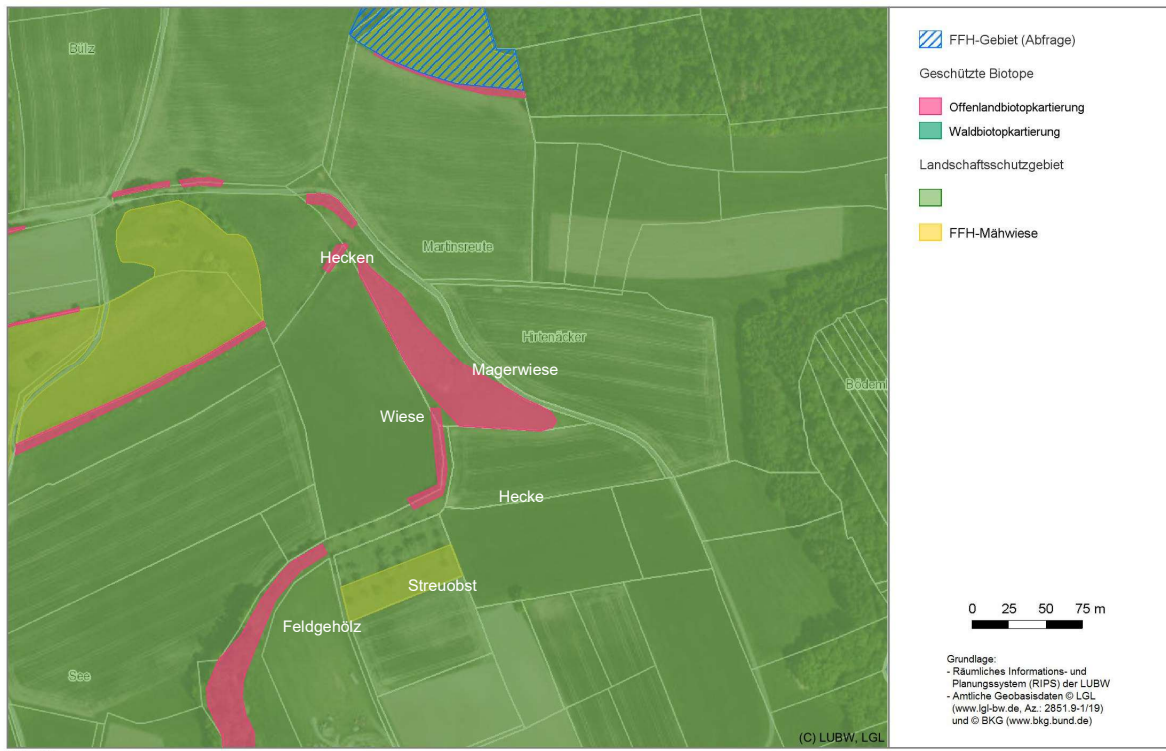 Bülz
Martinsreute
Hecken
Hirtenäcker
Magerwiese
Wiese
Hecke
Streuobst
Feldgehölz
See
(C) LUBW, LGL
FFH-Gebiet (Abfrage)
Geschützte Biotope
Offenlandbiotopkartierung
Waldbiotopkartierung
Landschaftsschutzgebiet
FFH-Mähwiese
0 25 50 75 m
Grundlage:
- Räumliches Informations- und
Planungssystem (RIPS) der LUBW
- Amtliche Geobasisdaten © LGL
(www.lgl-bw.de, Az.: 2851.9-1/19)
und © BKG (www.bkg.bund.de)